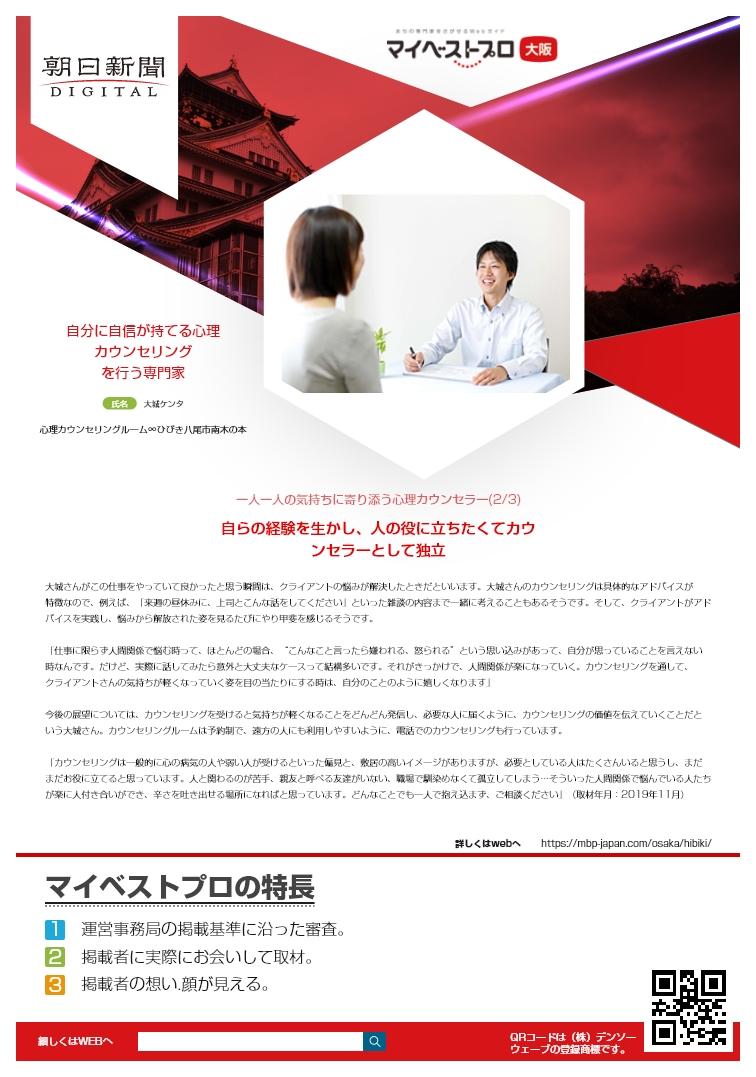 朝日新聞
DIGITAL
まちの専門家をさがせるWebガイド
マイベストプロ 大阪
自分に自信が持てる心理
カウンセリング
を行う専門家
氏名 大城ケンタ
心理カウンセリングルーム∞ひびき八尾市南木の本
一人一人の気持ちに寄り添う心理カウンセラー(2/3)
自らの経験を生かし、人の役に立ちたくてカウ
ンセラーとして独立
大城さんがこの仕事をやっていて良かったと思う瞬間は、クライアントの悩みが解決したときだといいます。大城さんのカウンセリングは具体的なアドバイスが
特徴なので、例えば、「来週の昼休みに、上司とこんな話をしてください」といった雑談の内容まで一緒に考えることもあるそうです。そして、クライアントがアド
バイスを実践し、悩みから解放された姿を見るたびにやり甲斐を感じるそうです。
「仕事に限らず人間関係で悩む時って、ほとんどの場合、“こんなこと言ったら嫌われる、怒られる”という思い込みがあって、自分が思っていることを言えない
時なんです。だけど、実際に話してみたら意外と大丈夫なケースって結構多いです。それがきっかけで、人間関係が楽になっていく。カウンセリングを通して、
クライアントさんの気持ちが軽くなっていく姿を目の当たりにする時は、自分のことのように嬉しくなります」
今後の展望については、カウンセリングを受けると気持ちが軽くなることをどんどん発信し、必要な人に届くように、カウンセリングの価値を伝えていくことだと
いう大城さん。カウンセリングルームは予約制で、遠方の人にも利用しやすいように、電話でのカウンセリングも行っています。
「カウンセリングは一般的に心の病気の人や弱い人が受けるといった偏見と、敷居の高いイメージがありますが、必要としている人はたくさんいると思うし、まだ
まだお役に立てると思っています。人と関わるのが苦手、親友と呼べる友達がいない、職場で馴染めなくて孤立してしまう…そういった人間関係で悩んでいる人たち
が楽に人付き合いができ、辛さを吐き出せる場所になればと思っています。どんなことでも一人で抱え込まず、ご相談ください」（取材年月：2019年11月）
詳しくはwebへ https://mbp-japan.com/osaka/hibiki/
マイベストプロの特長
1 運営事務局の掲載基準に沿った審査。
2 掲載者に実際にお会いして取材。
3 掲載者の想い.顔が見える。
詳しくはWEBへ
QRコードは（株）デンソー
ウェーブの登録商標です。